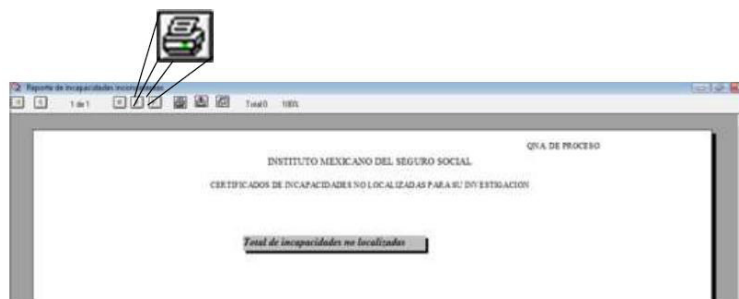 Reporte de incapacidades
1 de 1
Total:0 100%
QNA. DE PROCESO
INSTITUTO MEXICANO DEL SEGURO SOCIAL
CERTIFICADOS DE INCAPACIDADES NO LOCALIZADAS PARA SU INVESTIGACION
Total de incapacidades no localizadas